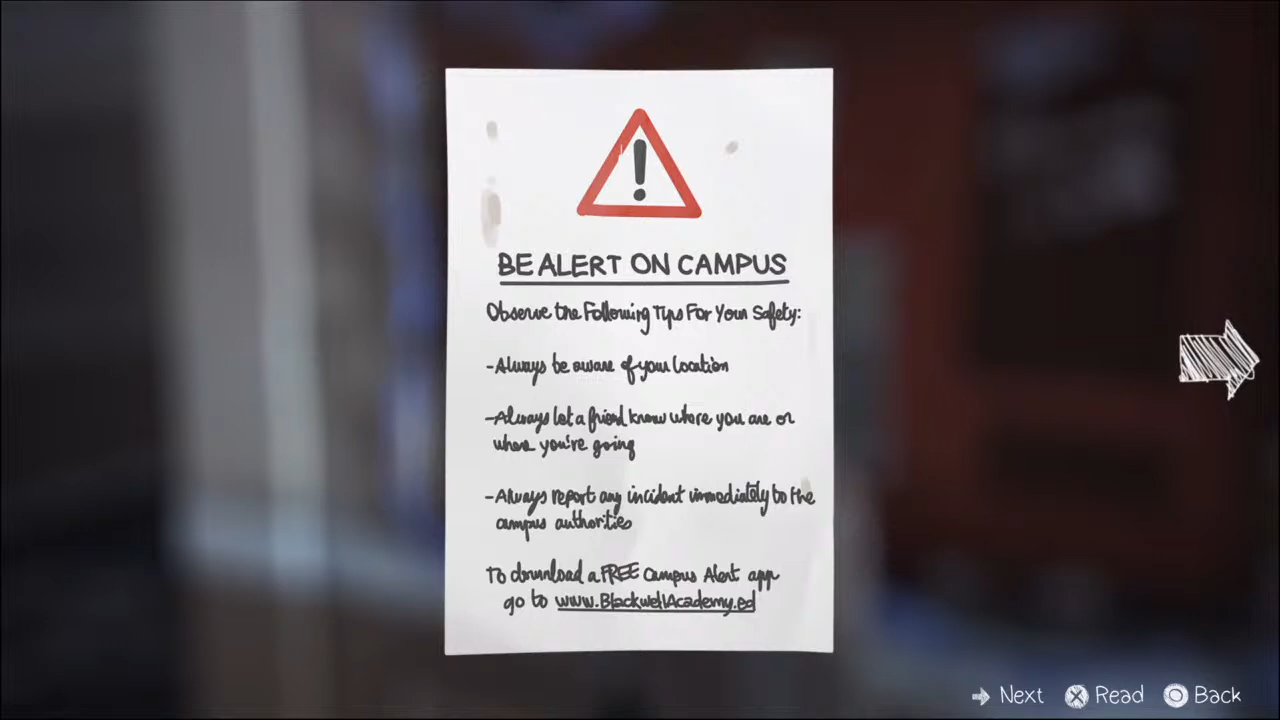 !
BE ALERT ON CAMPUS
Observe the Following Tips For Your Safety:
-Always be aware of your location
-Always let a friend know where you are or
where you're going
-Always report any incident immediately to the
campus authorities
To download a FREE Campus Alert app
go to www.BlackwellAcademy.ed
Next Read Back